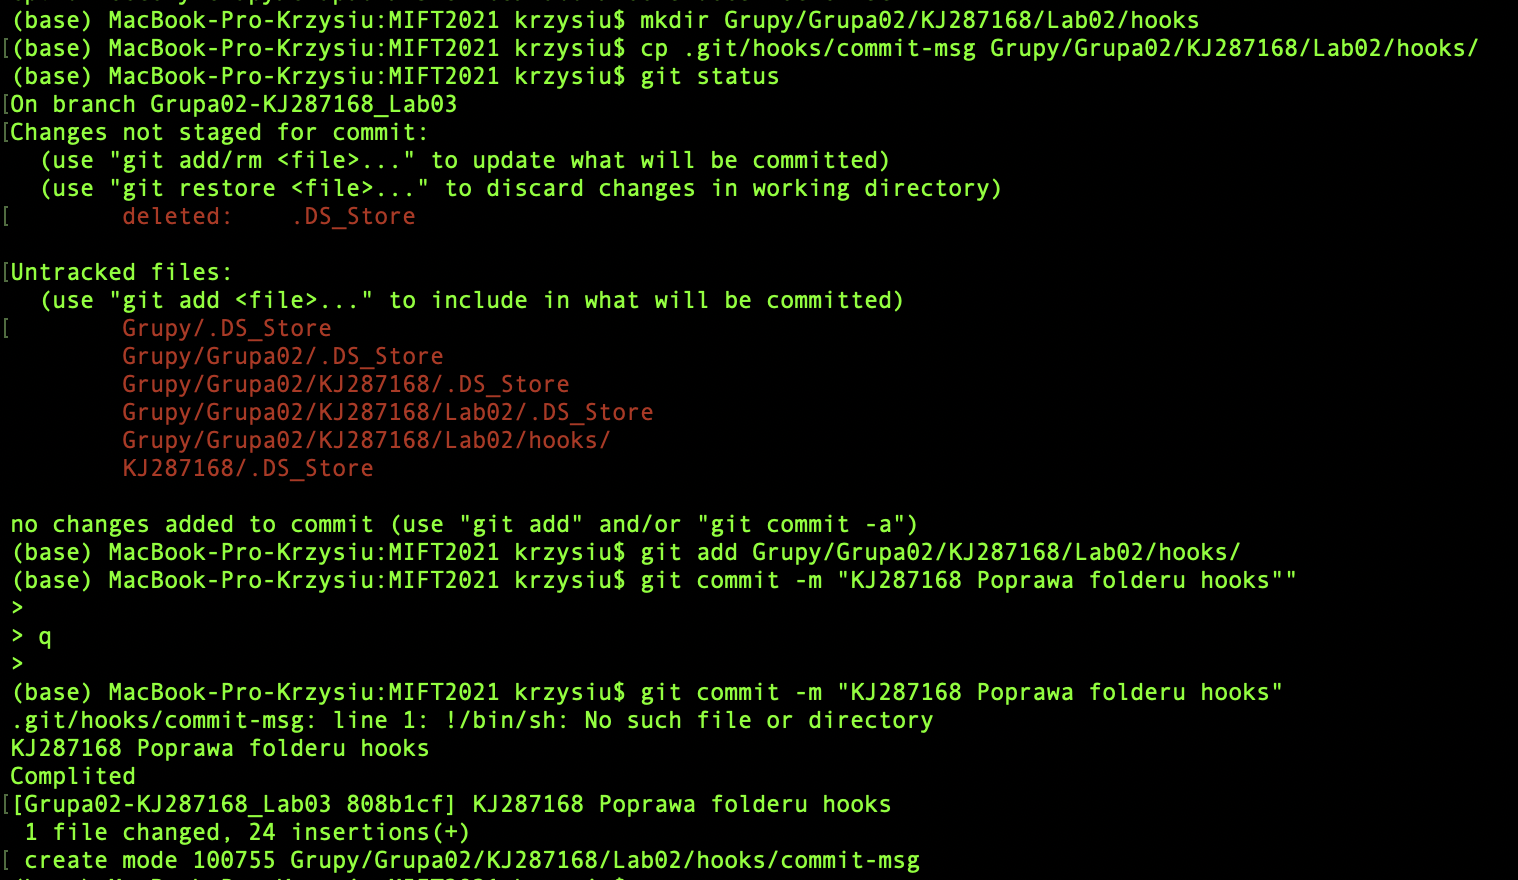 (base) MacBook-Pro-Krzysiu:MIFT2021 krzysiu$ mkdir Grupy/Grupa02/KJ287168/Lab02/hooks
[(base) MacBook-Pro-Krzysiu:MIFT2021 krzysiu$ cp .git/hooks/commit-msg Grupy/Grupa02/KJ287168/Lab02/hooks/
(base) MacBook-Pro-Krzysiu:MIFT2021 krzysiu$ git status
[On branch Grupa02-KJ287168_Lab03
[Changes not staged for commit:
(use "git add/rm <file>..." to update what will be committed)
(use "git restore <file>..." to discard changes in working directory)
[ deleted: .DS_Store
[Untracked files:
(use "git add <file>..." to include in what will be committed)
[ Grupy/.DS_Store
Grupy/Grupa02/.DS_Store
Grupy/Grupa02/KJ287168/.DS_Store
Grupy/Grupa02/KJ287168/Lab02/.DS_Store
Grupy/Grupa02/KJ287168/Lab02/hooks/
KJ287168/.DS_Store
no changes added to commit (use "git add" and/or "git commit -a")
(base) MacBook-Pro-Krzysiu:MIFT2021 krzysiu$ git add Grupy/Grupa02/KJ287168/Lab02/hooks/
(base) MacBook-Pro-Krzysiu:MIFT2021 krzysiu$ git commit -m "KJ287168 Poprawa folderu hooks""
>
> q
>
(base) MacBook-Pro-Krzysiu:MIFT2021 krzysiu$ git commit -m "KJ287168 Poprawa folderu hooks"
.git/hooks/commit-msg: line 1: !/bin/sh: No such file or directory
KJ287168 Poprawa folderu hooks
Complited
[[Grupa02-KJ287168_Lab03 808b1cf] KJ287168 Poprawa folderu hooks
1 file changed, 24 insertions(+)
[ create mode 100755 Grupy/Grupa02/KJ287168/Lab02/hooks/commit-msg